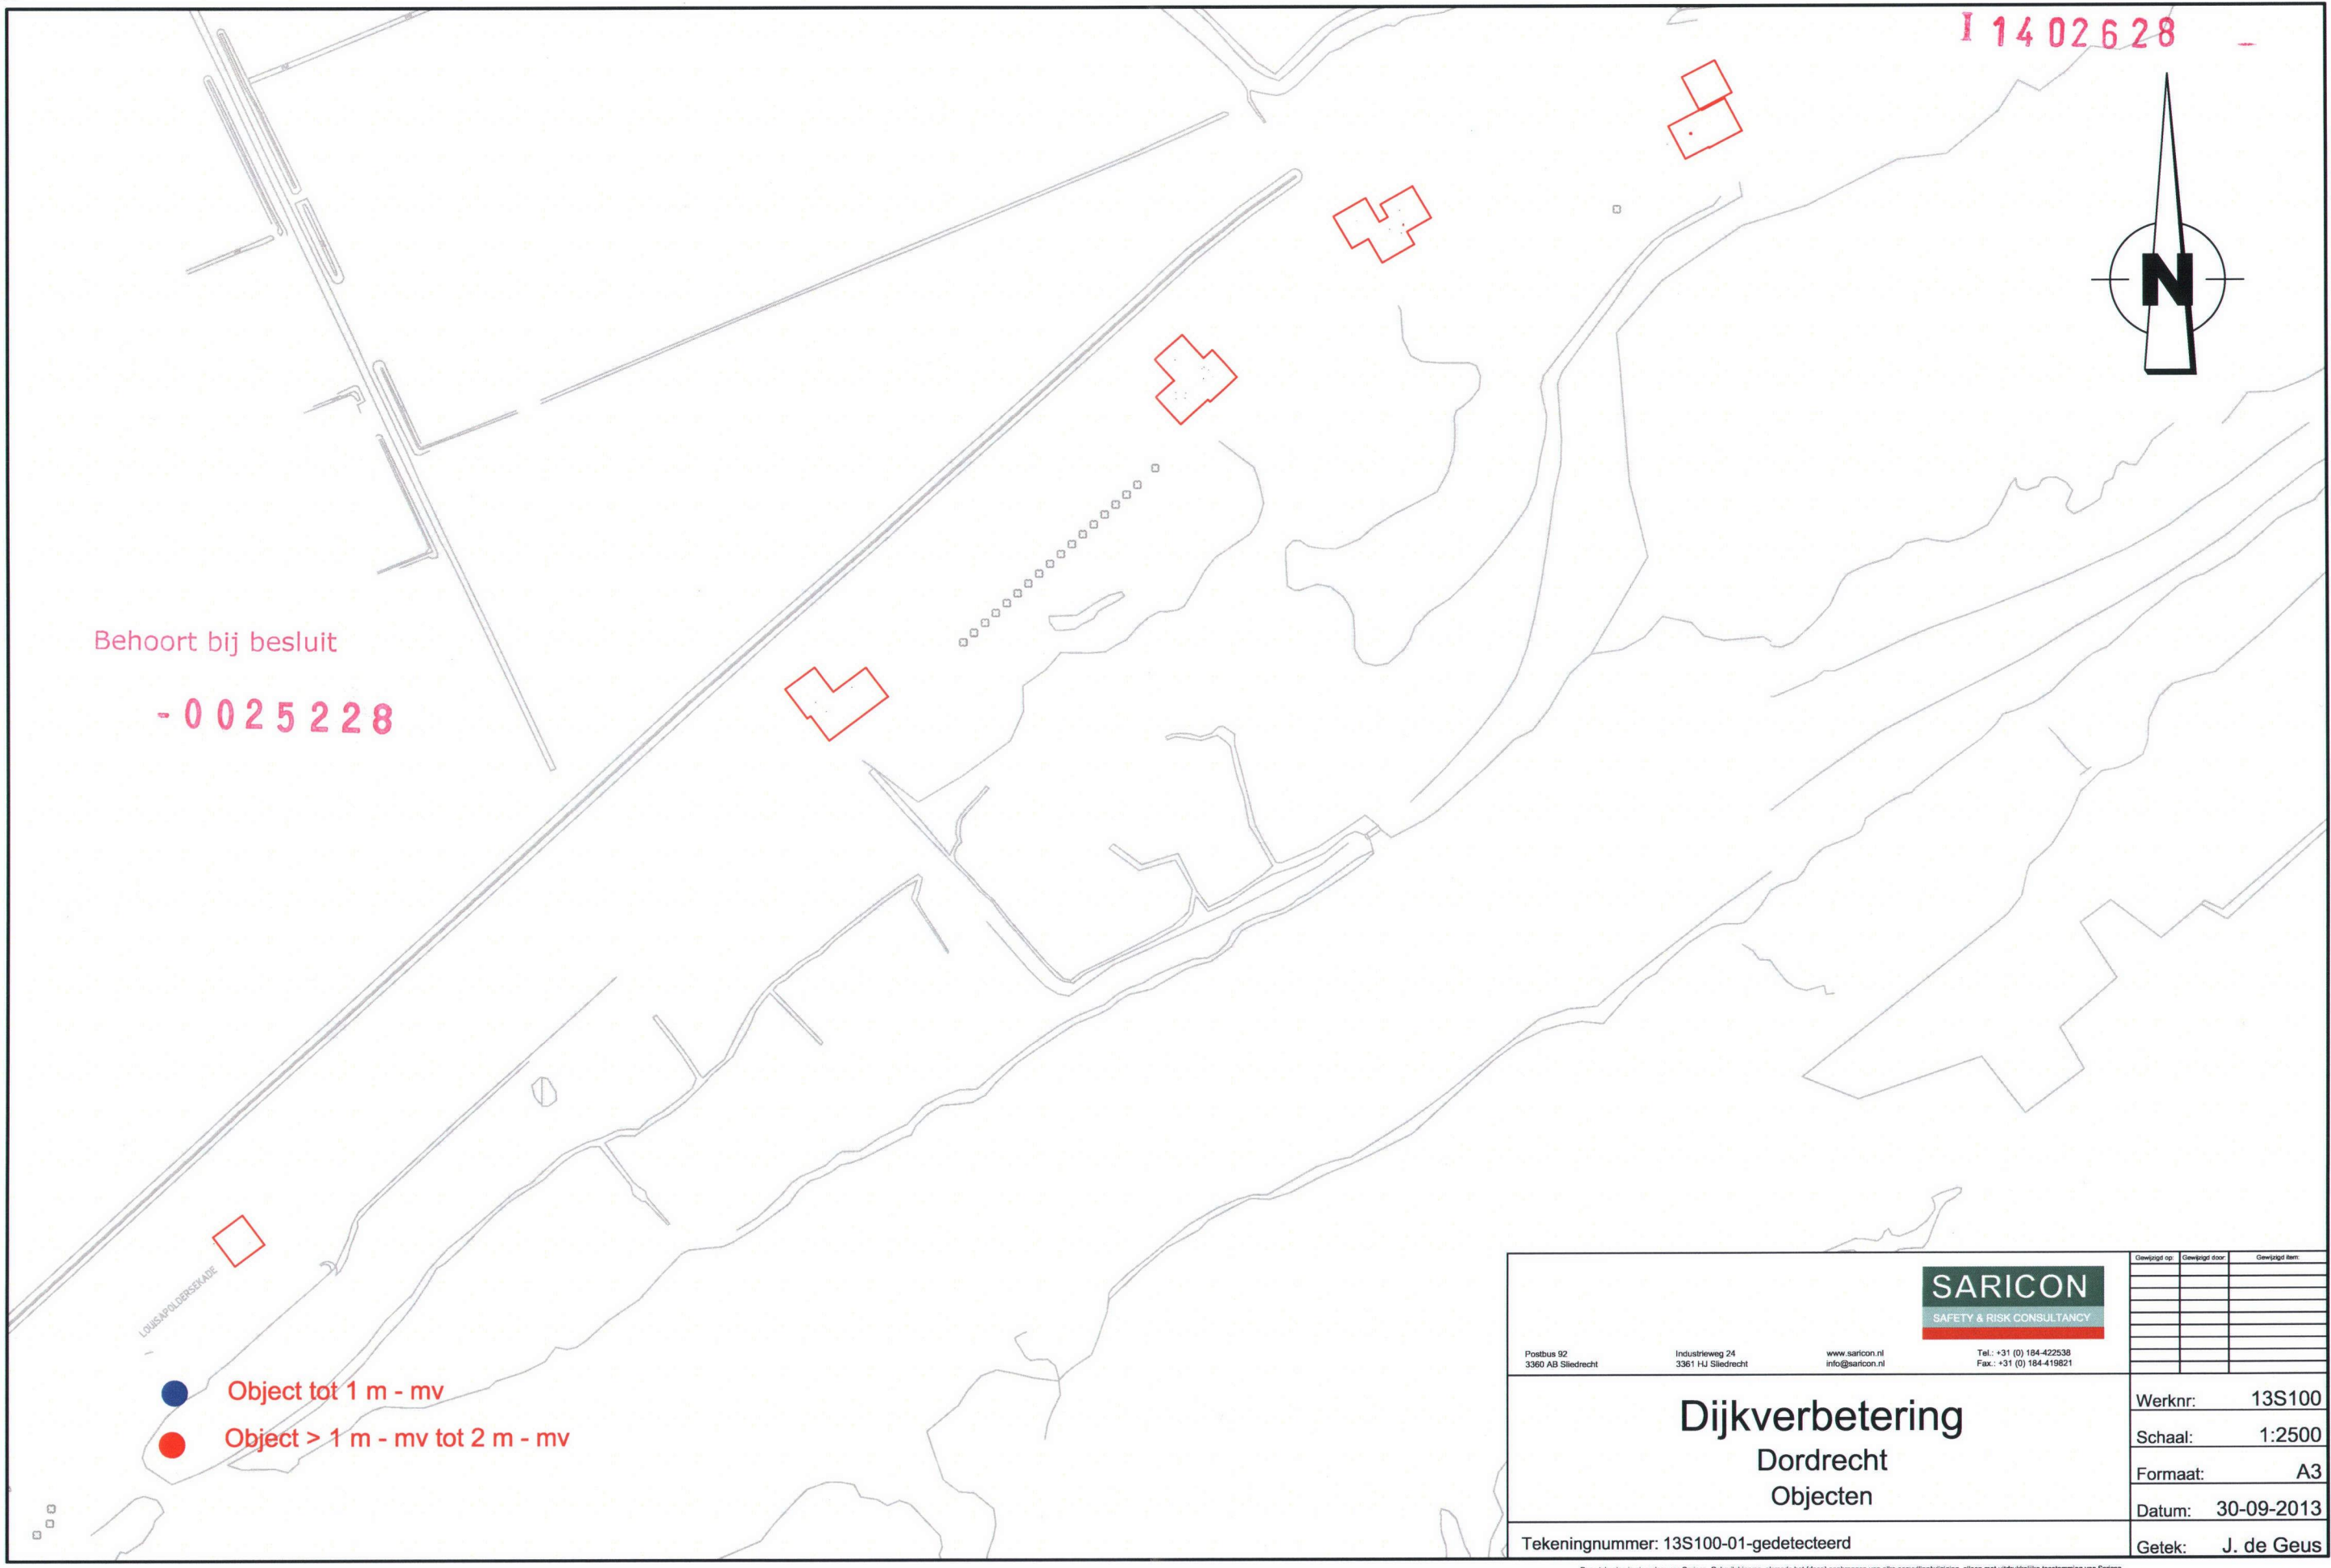 I 1402628 -
N
Behoort bij besluit
-0025228
LOUISAPOLDERSEKADE
Object tot 1 m - mv
Object > 1 m - mv tot 2 m - mv
SARICON
SAFETY & RISK CONSULTANCY
Gewijzigd op: Gewijzigd door: Gewijzigd item:
Postbus 92
3360 AB Sliedrecht
Industrieweg 24
3361 HJ Sliedrecht
www.saricon.nl
info@saricon.nl
Tel.: +31 (0) 184-422538
Fax.: +31 (0) 184-419821
Dijkverbetering
Dordrecht
Objecten
Tekeningnummer: 13S100-01-gedetecteerd
Werknr: 13S100
Schaal: 1:2500
Formaat: A3
Datum: 30-09-2013
Getek: J. de Geus